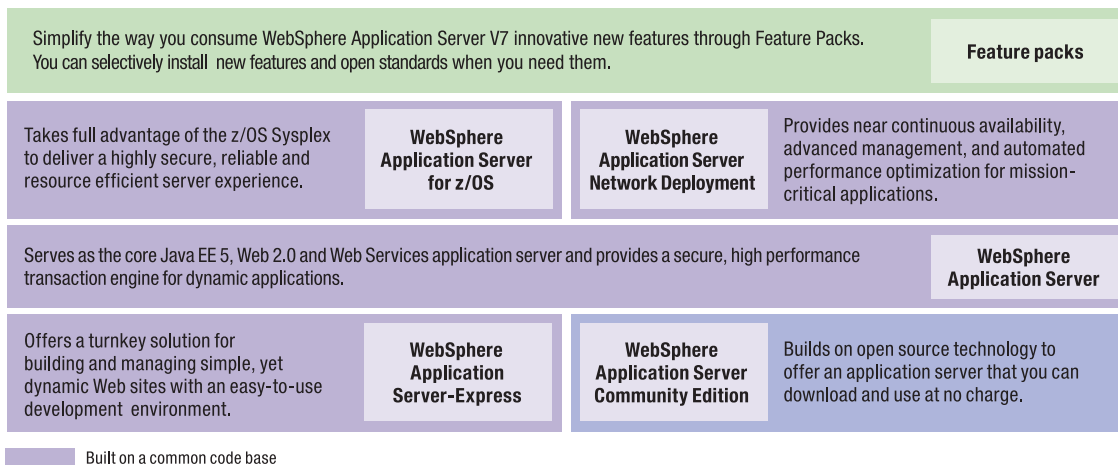 Simplify the way you consume WebSphere Application Server V7 innovative new features through Feature Packs.
You can selectively install new features and open standards when you need them.
Feature packs
Takes full advantage of the z/OS Sysplex
to deliver a highly secure, reliable and
resource efficient server experience.
WebSphere
Application Server
for z/OS
WebSphere
Application Server
Network Deployment
Provides near continuous availability,
advanced management, and automated
performance optimization for mission-
critical applications.
Serves as the core Java EE 5, Web 2.0 and Web Services application server and provides a secure, high performance
transaction engine for dynamic applications.
WebSphere
Application Server
Offers a turnkey solution for
building and managing simple, yet
dynamic Web sites with an easy-to-use
development environment.
WebSphere
Application
Server-Express
WebSphere
Application Server
Community Edition
Builds on open source technology to
offer an application server that you can
download and use at no charge.
Built on a common code base